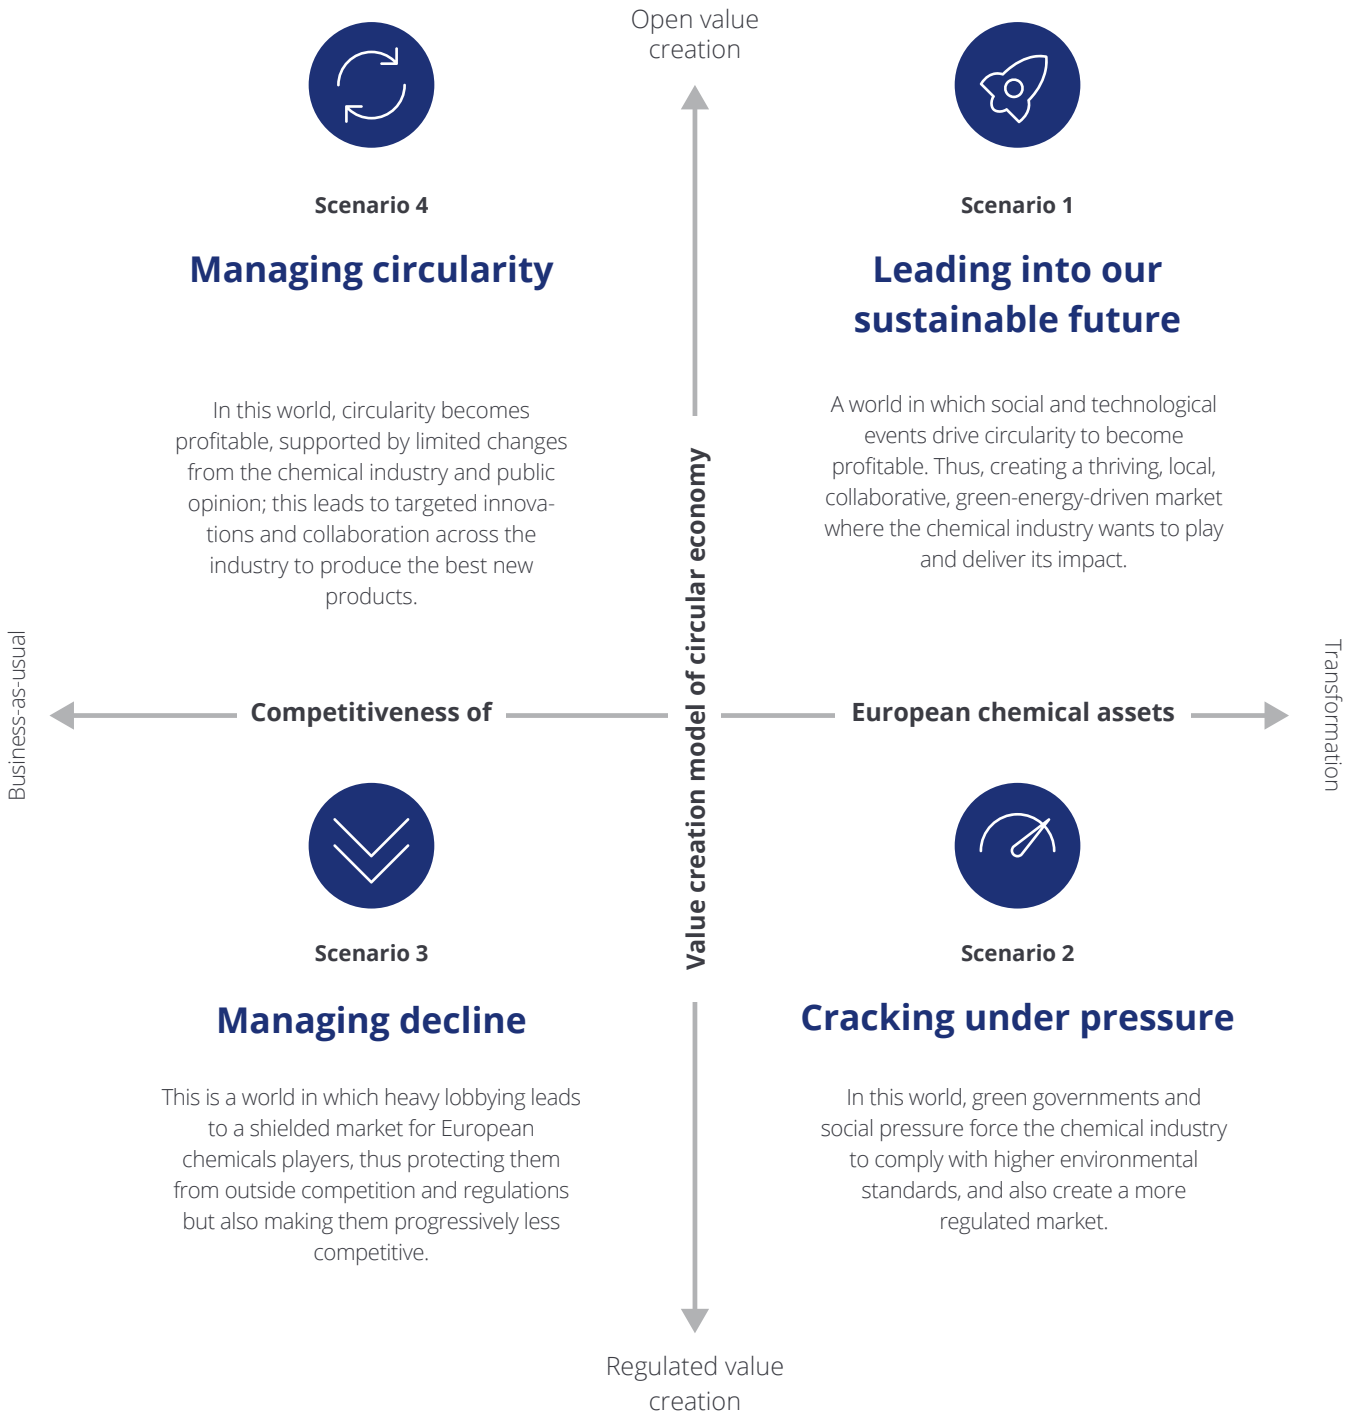 Open value
creation
Scenario 4
Managing circularity
In this world, circularity becomes
profitable, supported by limited changes
from the chemical industry and public
opinion; this leads to targeted innova-
tions and collaboration across the
industry to produce the best new
products.
Scenario 1
Leading into our
sustainable future
A world in which social and technological
events drive circularity to become
profitable. Thus, creating a thriving, local,
collaborative, green-energy-driven market
where the chemical industry wants to play
and deliver its impact.
Business-as-usual
Competitiveness of
Value creation model of circular economy
European chemical assets
Transformation
Scenario 3
Managing decline
This is a world in which heavy lobbying leads
to a shielded market for European
chemicals players, thus protecting them
from outside competition and regulations
but also making them progressively less
competitive.
Scenario 2
Cracking under pressure
In this world, green governments and
social pressure force the chemical industry
to comply with higher environmental
standards, and also create a more
regulated market.
Regulated value
creation